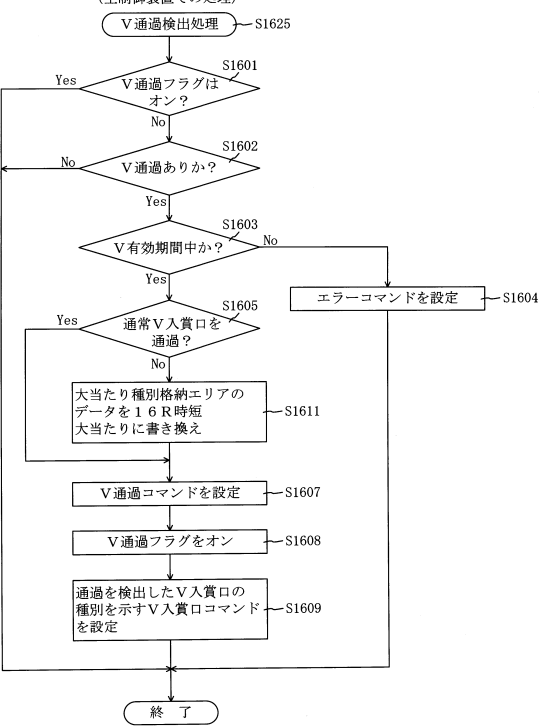 (主制御装置での処理)
V通過検出処理
S1625
S1601
Yes
V通過フラグは
オン？
No
S1602
No
V通過ありか？
Yes
S1603
V有効期間中か？
No
Yes
エラーコマンドを設定
S1604
S1605
Yes
通常V入賞口を
通過？
No
大当たり種別格納エリアの
データを16R時短
大当たりに書き換え
S1611
V通過コマンドを設定
S1607
V通過フラグをオン
S1608
通過を検出したV入賞口の
種別を示すV入賞口コマンド
を設定
S1609
終 了